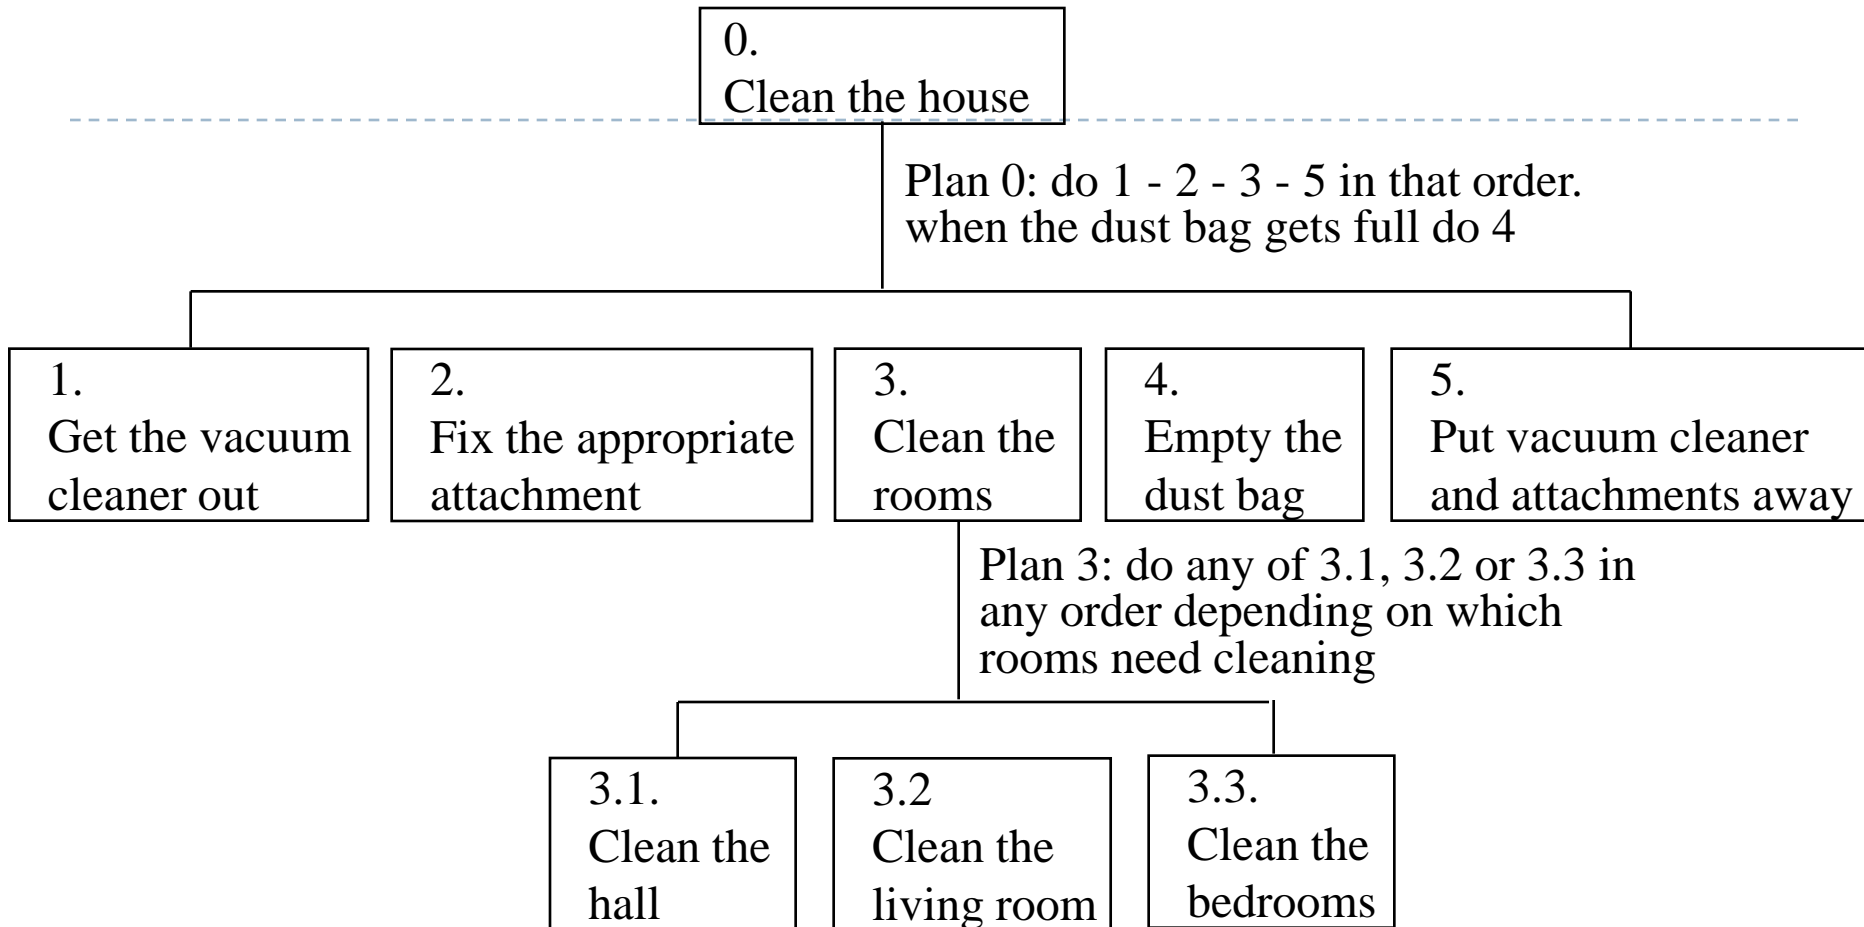 0.
Clean the house
Plan 0: do 1 - 2 - 3 - 5 in that order.
when the dust bag gets full do 4
1.
Get the vacuum
cleaner out
2.
Fix the appropriate
attachment
3.
Clean the
rooms
4.
Empty the
dust bag
5.
Put vacuum cleaner
and attachments away
Plan 3: do any of 3.1, 3.2 or 3.3 in
any order depending on which
rooms need cleaning
3.1.
Clean the
hall
3.2
Clean the
living room
3.3.
Clean the
bedrooms